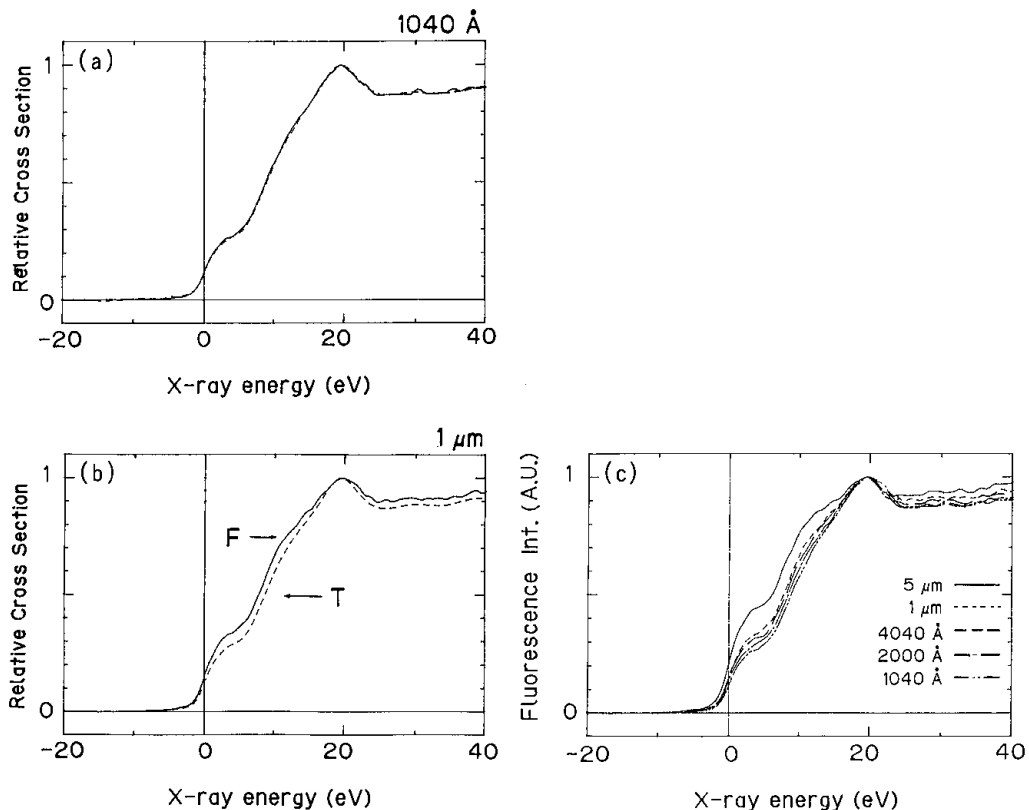 1040 Å
(a)
Relative Cross Section
1
0
-20 0 20 40
X-ray energy (eV)
1 μm
(b)
Relative Cross Section
1
0
F
T
-20 0 20 40
X-ray energy (eV)
(c)
Fluorescence Int. (A.U.)
1
0
5 μm
1 μm
4040 Å
2000 Å
1040 Å
-20 0 20 40
X-ray energy (eV)